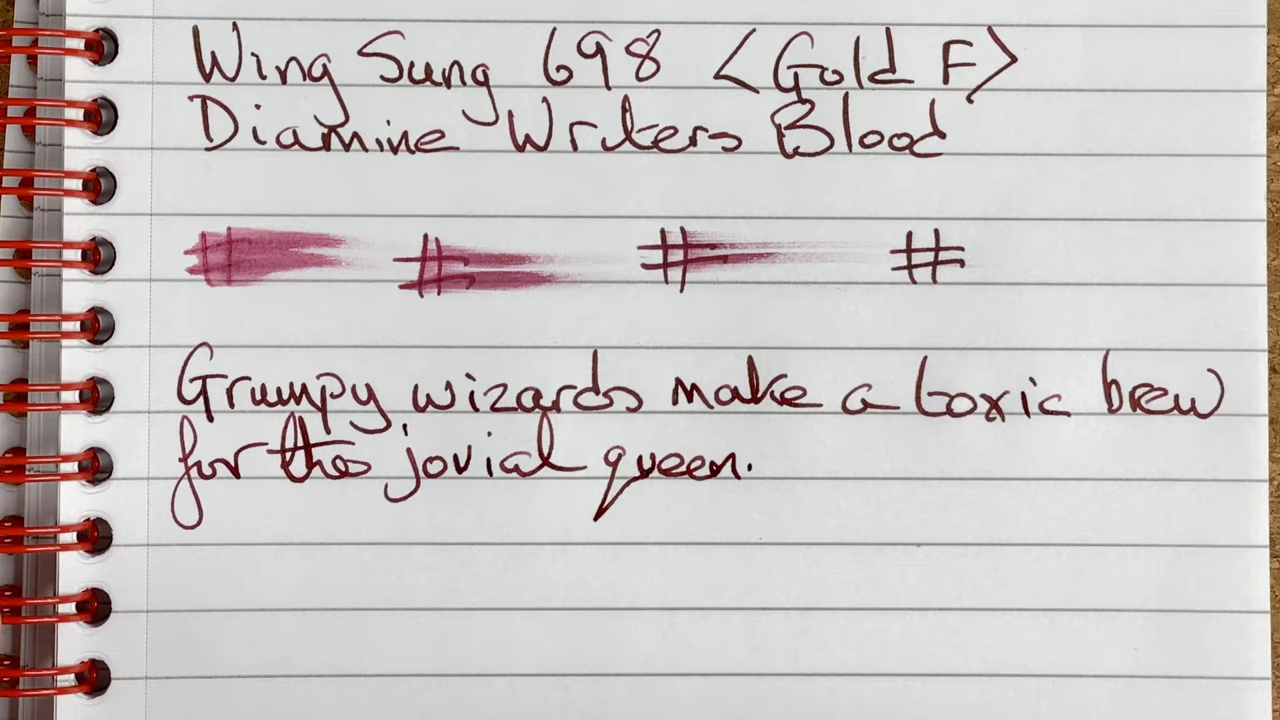 Wing Sung 698 <Gold F>
Diamine Writers Blood
# # # #
Grumpy wizards make a toxic brew
for the jovial queen.